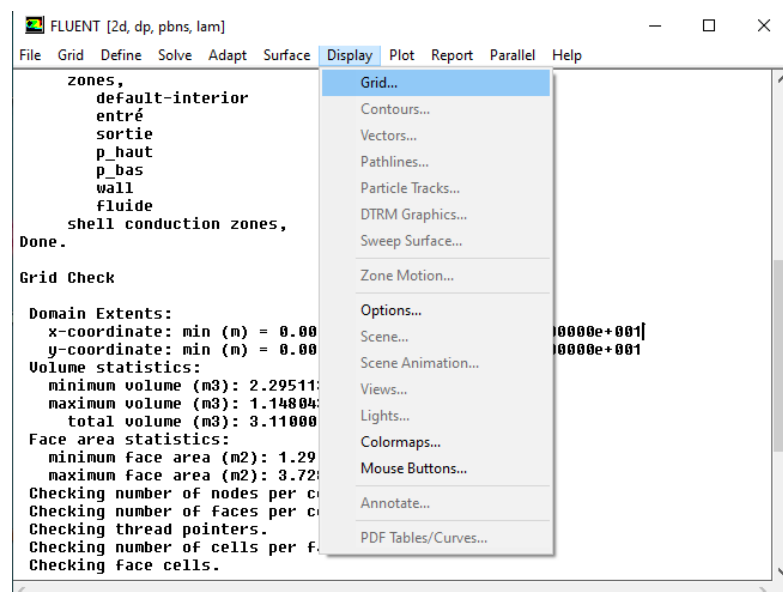 FLUENT [2d, dp, pbns, lam]
File Grid Define Solve Adapt Surface Display Plot Report Parallel Help
zones,
default-interior
entré
sortie
p_haut
p_bas
wall
fluide
shell conduction zones,
Done.
Grid Check
Domain Extents:
x-coordinate: min (m) = 0.00 00000e+001
y-coordinate: min (m) = 0.00 00000e+001
Volume statistics:
minimum volume (m3): 2.29511
maximum volume (m3): 1.14804
total volume (m3): 3.11000
Face area statistics:
minimum face area (m2): 1.29
maximum face area (m2): 3.72
Checking number of nodes per c
Checking number of faces per c
Checking thread pointers.
Checking number of cells per f
Checking face cells.
Grid...
Contours...
Vectors...
Pathlines...
Particle Tracks...
DTRM Graphics...
Sweep Surface...
Zone Motion...
Options...
Scene...
Scene Animation...
Views...
Lights...
Colormaps...
Mouse Buttons...
Annotate...
PDF Tables/Curves...